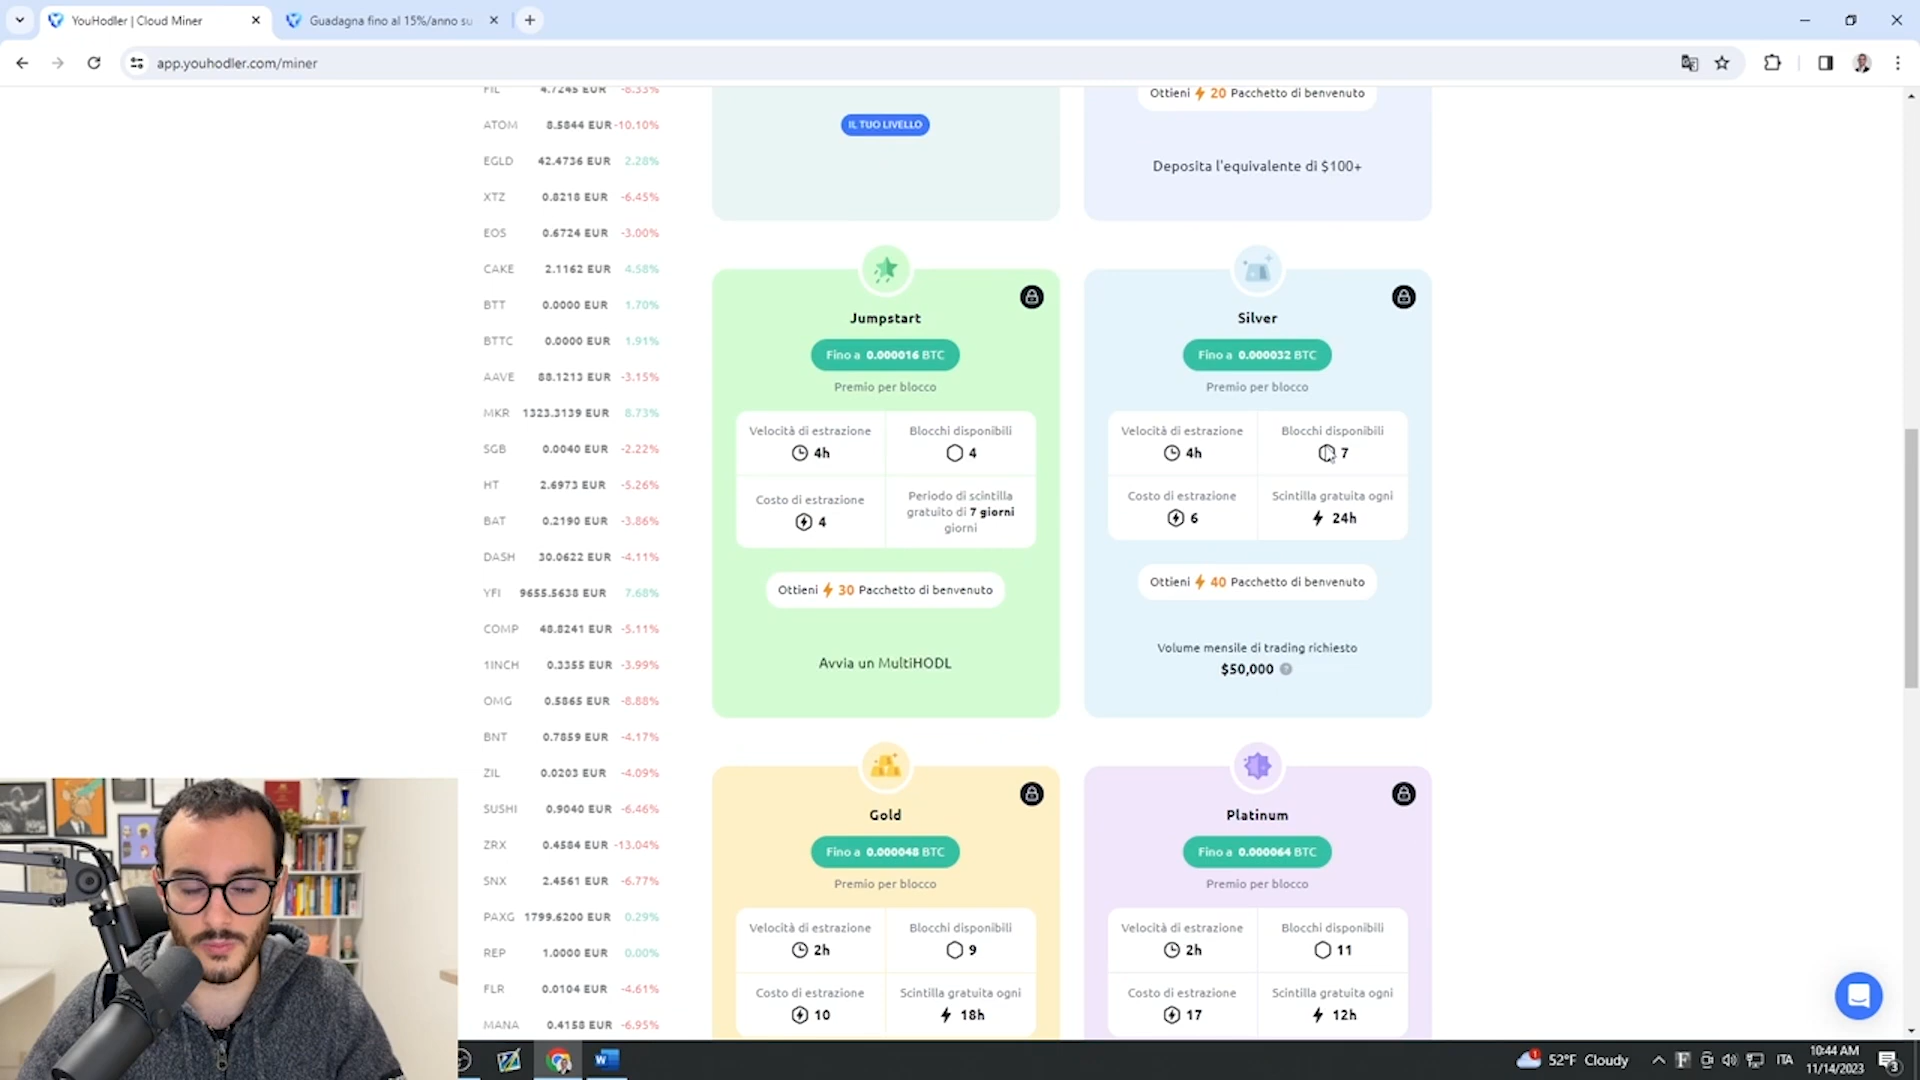 YouHodler | Cloud Miner
Guadagna fino al 15%/anno su
app.youhodler.com/miner
FIL 4.7245 EUR -6.33%
ATOM 8.5844 EUR -10.10%
EGLD 42.4736 EUR 2.28%
XTZ 0.8218 EUR -6.45%
EOS 0.6724 EUR -3.00%
CAKE 2.1162 EUR 4.58%
BTT 0.0000 EUR 1.70%
BTTC 0.0000 EUR 1.91%
AAVE 88.1213 EUR -3.15%
MKR 1323.3139 EUR 8.73%
SGB 0.0040 EUR -2.22%
HT 2.6973 EUR -5.26%
BAT 0.2190 EUR -3.86%
DASH 30.0622 EUR -4.11%
YFI 9655.5638 EUR 7.68%
COMP 48.8241 EUR -5.11%
1INCH 0.3355 EUR -3.99%
OMG 0.5865 EUR -8.88%
BNT 0.7859 EUR -4.17%
ZIL 0.0203 EUR -4.09%
SUSHI 0.9040 EUR -6.46%
ZRX 0.4584 EUR -13.04%
SNX 2.4561 EUR -6.77%
PAXG 1799.6200 EUR 0.29%
REP 1.0000 EUR 0.00%
FLR 0.0104 EUR -4.61%
MANA 0.4158 EUR -6.95%
IL TUO LIVELLO
Ottieni 20 Pacchetto di benvenuto
Deposita l'equivalente di $100+
Jumpstart
Fino a 0.000016 BTC
Premio per blocco
Velocità di estrazione
4h
Blocchi disponibili
4
Costo di estrazione
4
Periodo di scintilla
gratuito di 7 giorni
giorni
Ottieni 30 Pacchetto di benvenuto
Avvia un MultiHODL
Silver
Fino a 0.000032 BTC
Premio per blocco
Velocità di estrazione
4h
Blocchi disponibili
7
Costo di estrazione
6
Scintilla gratuita ogni
24h
Ottieni 40 Pacchetto di benvenuto
Volume mensile di trading richiesto
$50,000 ?
Gold
Fino a 0.000048 BTC
Premio per blocco
Velocità di estrazione
2h
Blocchi disponibili
9
Costo di estrazione
10
Scintilla gratuita ogni
18h
Platinum
Fino a 0.000064 BTC
Premio per blocco
Velocità di estrazione
2h
Blocchi disponibili
11
Costo di estrazione
17
Scintilla gratuita ogni
12h
52°F Cloudy
ITA
10:44 AM
11/14/2023
3